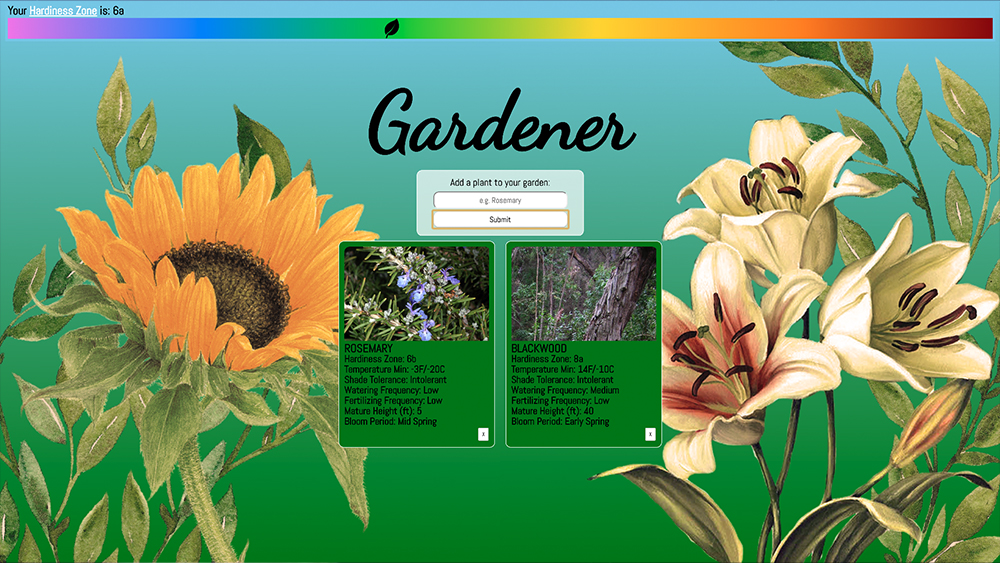 Your Hardiness Zone is: 6a
Gardener
Add a plant to your garden:
e.g. Rosemary
Submit
ROSEMARY
Hardiness Zone: 6b
Temperature Min: -3F/-20C
Shade Tolerance: Intolerant
Watering Frequency: Low
Fertilizing Frequency: Low
Mature Height (ft): 5
Bloom Period: Mid Spring
x
BLACKWOOD
Hardiness Zone: 8a
Temperature Min: 14F/-10C
Shade Tolerance: Intolerant
Watering Frequency: Medium
Fertilizing Frequency: Low
Mature Height (ft): 40
Bloom Period: Early Spring
x